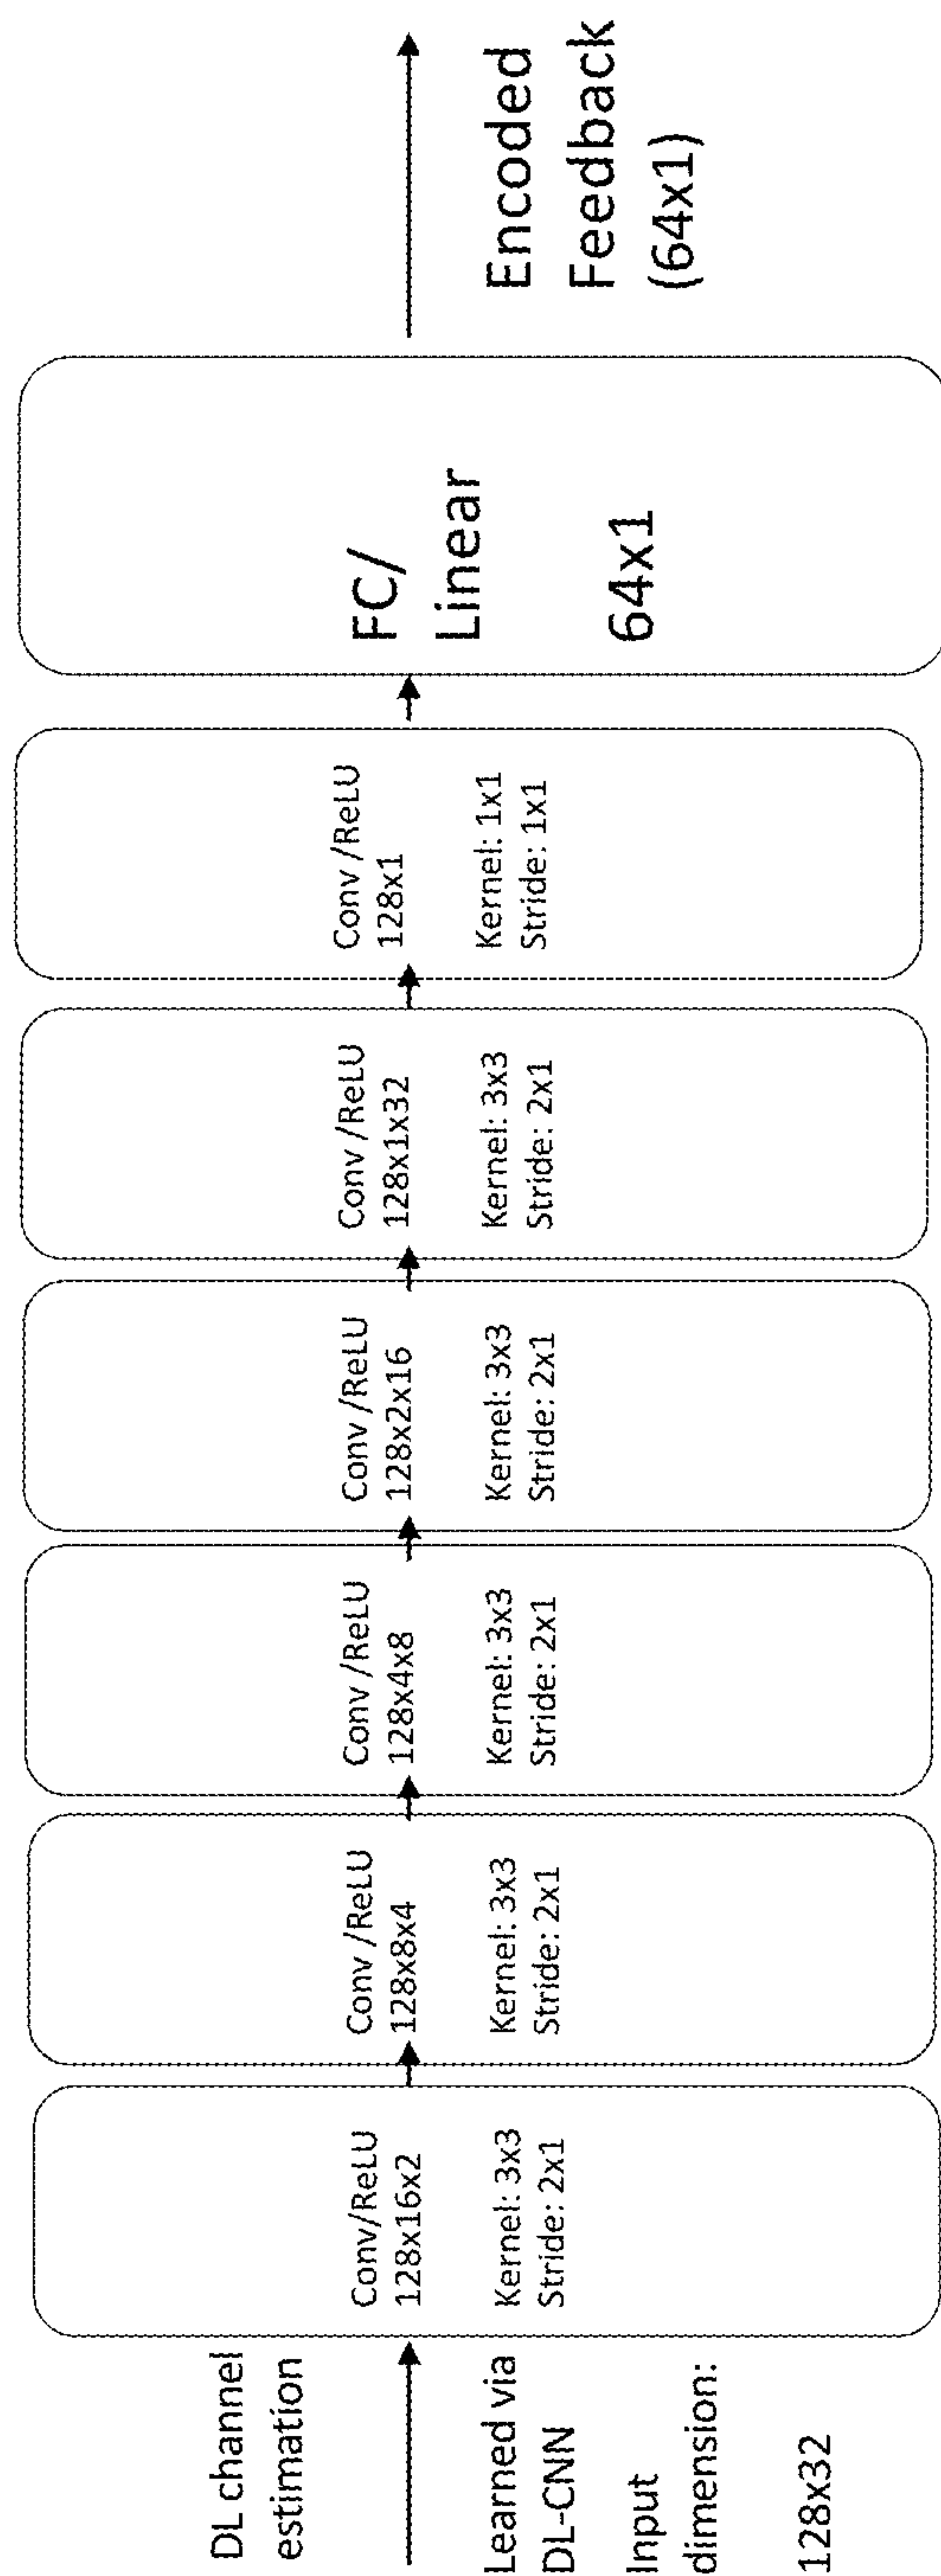 DL channel
estimation
Learned via
DL-CNN
Input
dimension:
128x32
Conv/ReLU
128x16x2
Kernel: 3x3
Stride: 2x1
Conv /ReLU
128x8x4
Kernel: 3x3
Stride: 2x1
Conv /ReLU
128x4x8
Kernel: 3x3
Stride: 2x1
Conv /ReLU
128x2x16
Kernel: 3x3
Stride: 2x1
Conv /ReLU
128x1x32
Kernel: 3x3
Stride: 2x1
Conv /ReLU
128x1
Kernel: 1x1
Stride: 1x1
FC/
Linear
64x1
Encoded
Feedback
(64x1)